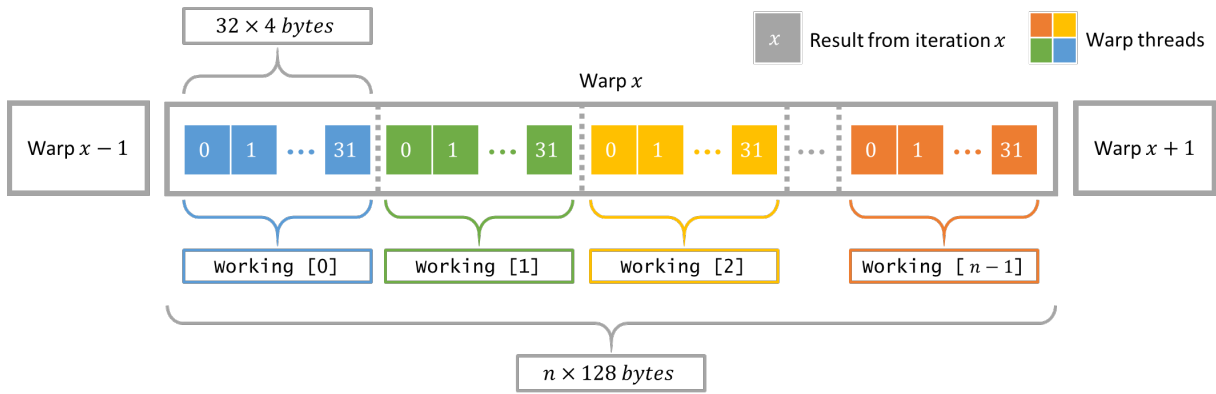 32 × 4 bytes
x Result from iteration x
Warp threads
Warp x
Warp x − 1
0 1 ••• 31
0 1 ••• 31
0 1 ••• 31
•••
0 1 ••• 31
Warp x + 1
Working [0]
Working [1]
Working [2]
Working [ n − 1]
n × 128 bytes